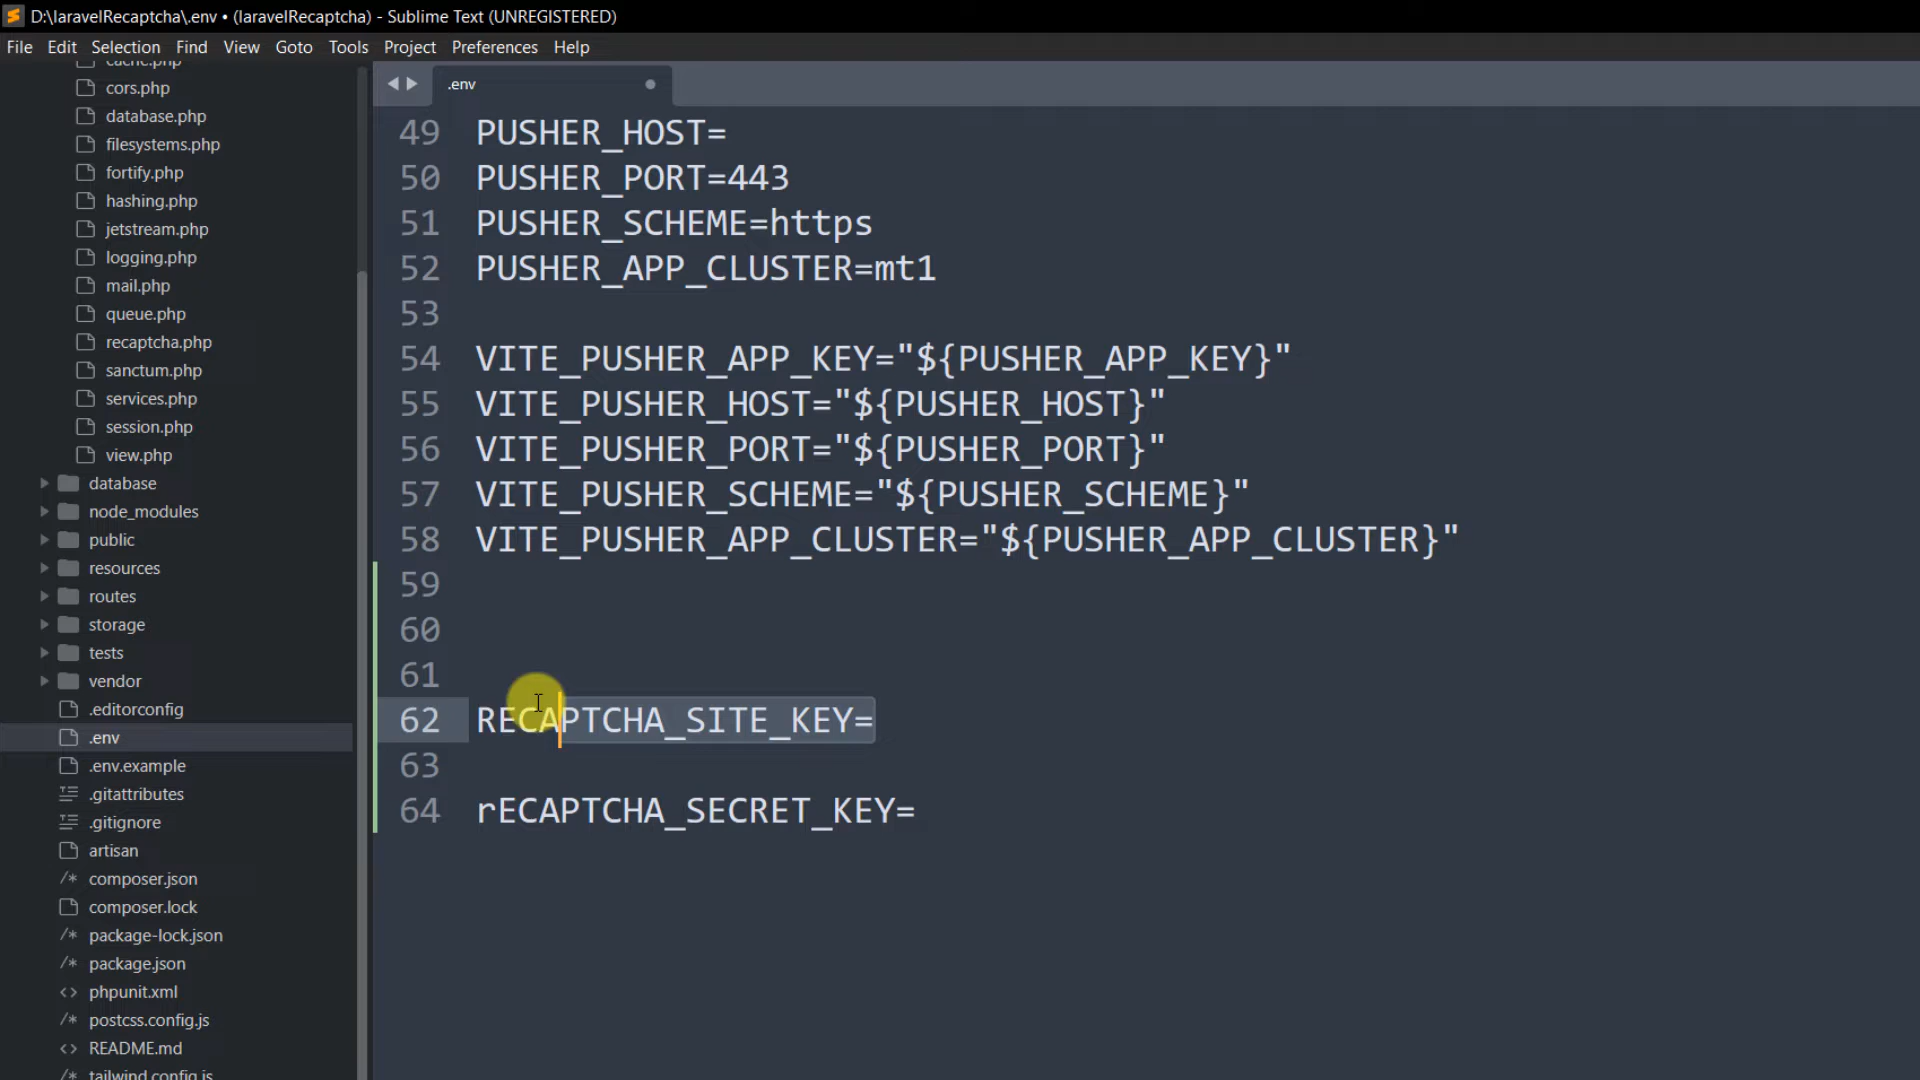 D:\laravelRecaptcha\.env • (laravelRecaptcha) - Sublime Text (UNREGISTERED)
File Edit Selection Find View Goto Tools Project Preferences Help
cache.php
cors.php
database.php
filesystems.php
fortify.php
hashing.php
jetstream.php
logging.php
mail.php
queue.php
recaptcha.php
sanctum.php
services.php
session.php
view.php
database
node_modules
public
resources
routes
storage
tests
vendor
.editorconfig
.env
.env.example
.gitattributes
.gitignore
artisan
/* composer.json
composer.lock
/* package-lock.json
/* package.json
<> phpunit.xml
/* postcss.config.js
<> README.md
/* tailwind.config.js
.env
49 PUSHER_HOST=
50 PUSHER_PORT=443
51 PUSHER_SCHEME=https
52 PUSHER_APP_CLUSTER=mt1
53
54 VITE_PUSHER_APP_KEY="${PUSHER_APP_KEY}"
55 VITE_PUSHER_HOST="${PUSHER_HOST}"
56 VITE_PUSHER_PORT="${PUSHER_PORT}"
57 VITE_PUSHER_SCHEME="${PUSHER_SCHEME}"
58 VITE_PUSHER_APP_CLUSTER="${PUSHER_APP_CLUSTER}"
59
60
61
62 RECAPTCHA_SITE_KEY=
63
64 rECAPTCHA_SECRET_KEY=